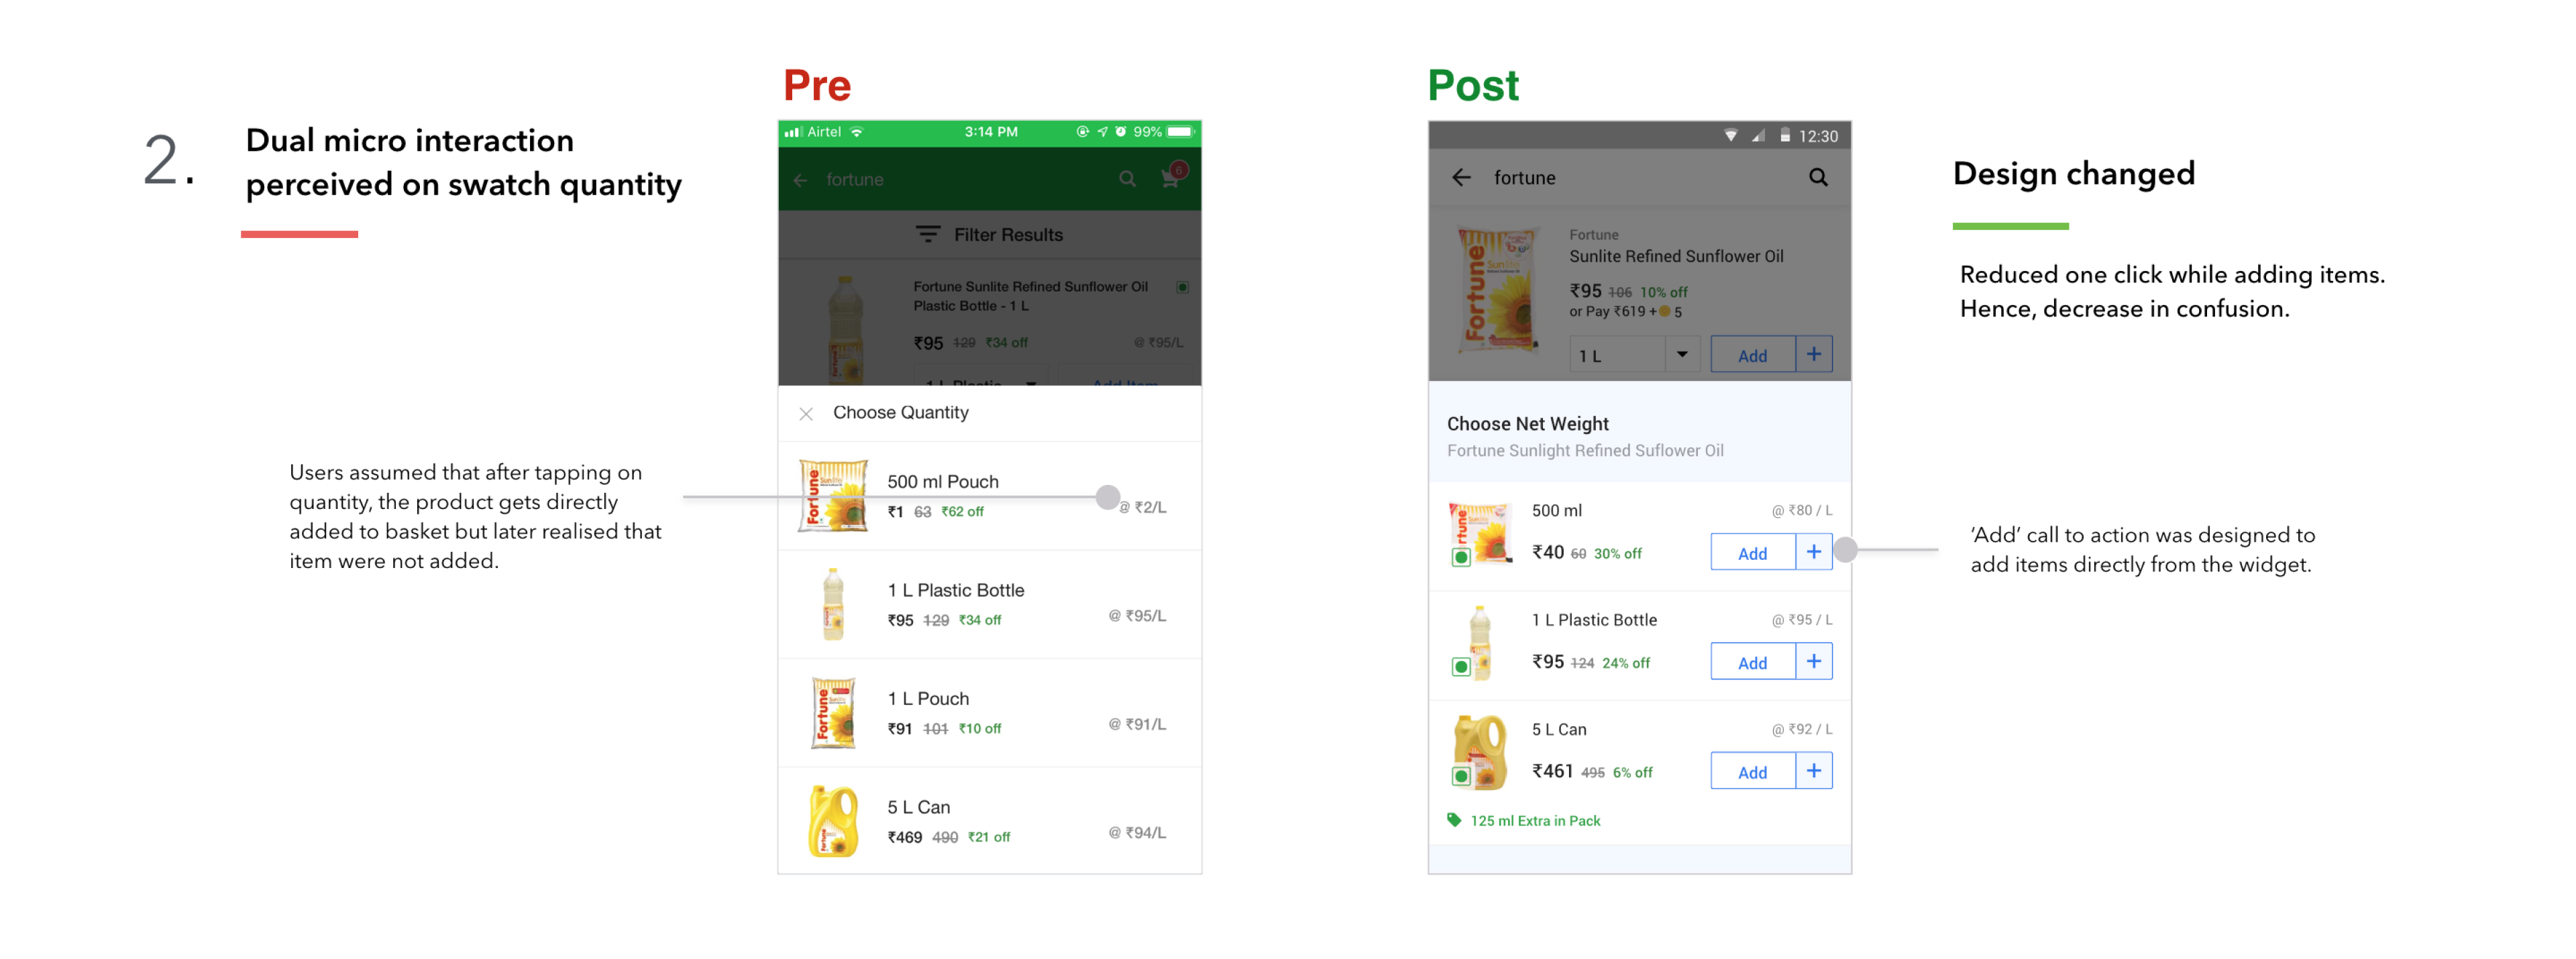 2.
Dual micro interaction
perceived on swatch quantity
Users assumed that after tapping on
quantity, the product gets directly
added to basket but later realised that
item were not added.
Pre
Airtel 3:14 PM 99%
fortune 6
Filter Results
Fortune Sunlite Refined Sunflower Oil
Plastic Bottle - 1 L
₹95 129 ₹34 off @ ₹95/L
1 L Plastic Add Item
Choose Quantity
Fortune
500 ml Pouch
₹1 63 ₹62 off @ ₹2/L
1 L Plastic Bottle
₹95 129 ₹34 off @ ₹95/L
Fortune
1 L Pouch
₹91 101 ₹10 off @ ₹91/L
5 L Can
₹469 490 ₹21 off @ ₹94/L
Post
12:30
fortune
Fortune
Fortune
Sunlite Refined Sunflower Oil
₹95 106 10% off
or Pay ₹619 + 5
1 L Add +
Choose Net Weight
Fortune Sunlight Refined Suflower Oil
500 ml @ ₹80 / L
₹40 60 30% off Add +
1 L Plastic Bottle @ ₹95 / L
₹95 124 24% off Add +
5 L Can @ ₹92 / L
₹461 495 6% off Add +
125 ml Extra in Pack
Design changed
Reduced one click while adding items.
Hence, decrease in confusion.
‘Add’ call to action was designed to
add items directly from the widget.